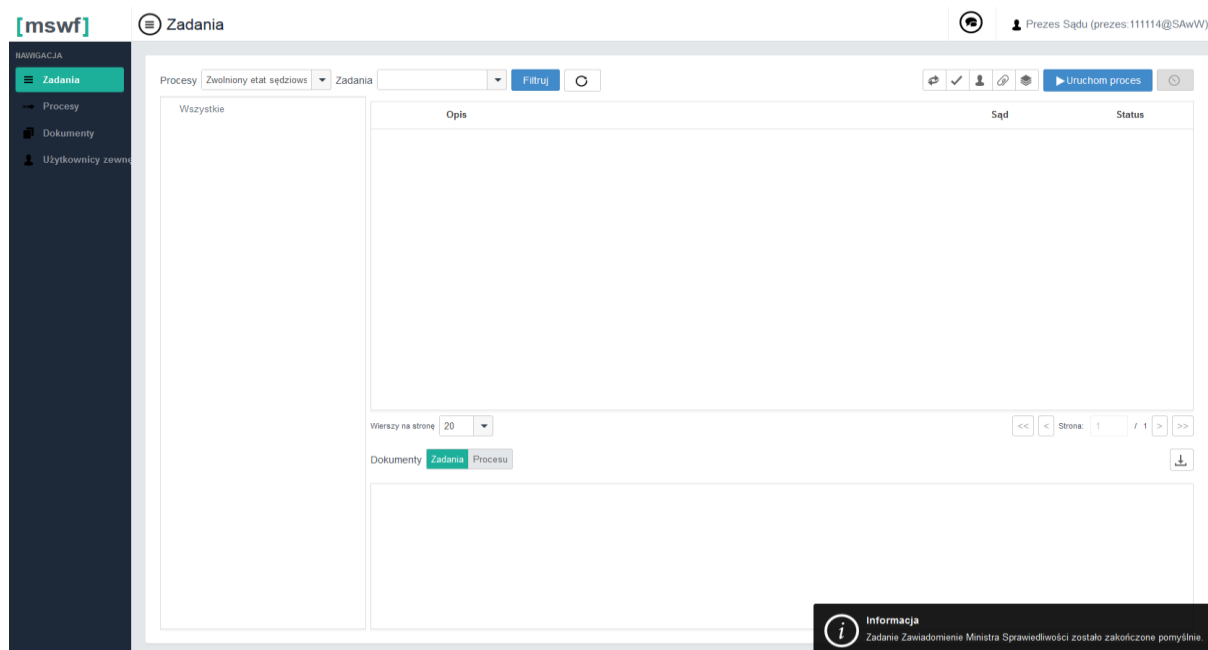 [mswf]
Zadania
Prezes Sądu (prezes:111114@SAwW)
NAWIGACJA
Zadania
Procesy
Dokumenty
Użytkownicy zewnę
Procesy Zwolniony etat sędziows Zadania Filtruj Uruchom proces
Wszystkie
Opis Sąd Status
Wierszy na stronę 20 << < Strona: 1 / 1 > >>
Dokumenty Zadania Procesu
Informacja
Zadanie Zawiadomienie Ministra Sprawiedliwości zostało zakończone pomyślnie.